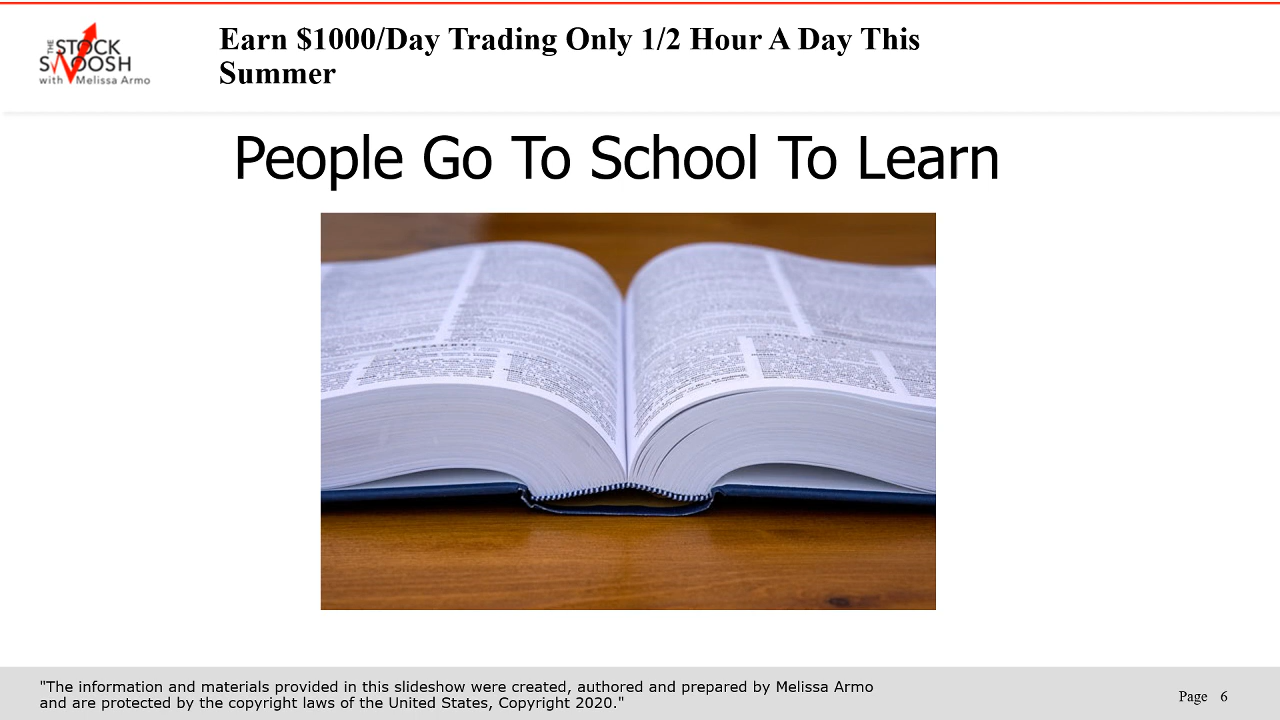 THE
STOCK
SWOOSH
with Melissa Armo
Earn $1000/Day Trading Only 1/2 Hour A Day This
Summer
People Go To School To Learn
THESAURUS
THESAURUS
"The information and materials provided in this slideshow were created, authored and prepared by Melissa Armo
and are protected by the copyright laws of the United States, Copyright 2020."
Page 6